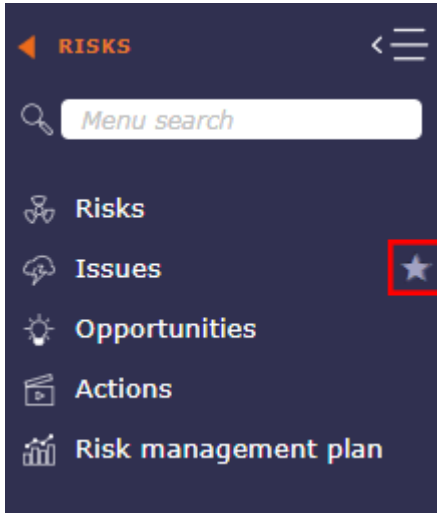 RISKS
Menu search
Risks
Issues
Opportunities
Actions
Risk management plan